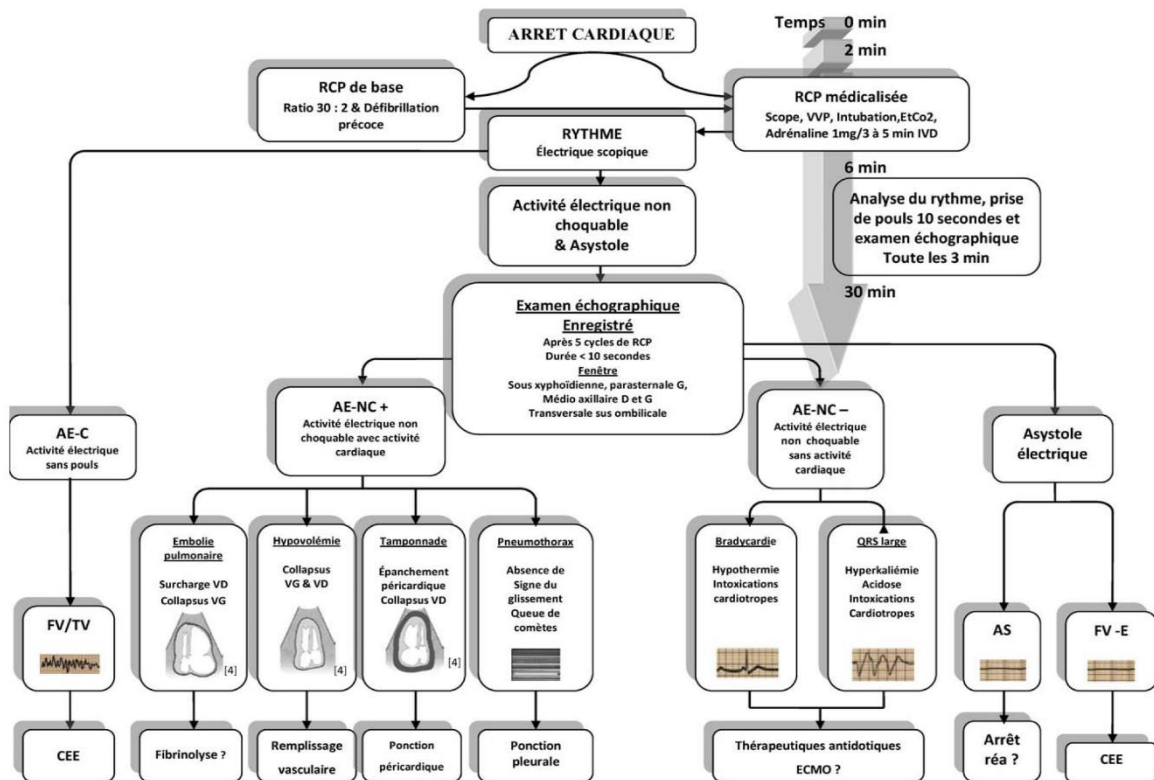 ARRET CARDIAQUE
Temps 0 min
2 min
RCP de base
Ratio 30 : 2 & Défibrillation
précoce
RCP médicalisée
Scope, VVP, Intubation,EtCo2,
Adrénaline 1mg/3 à 5 min IVD
RYTHME
Électrique scopique
6 min
Analyse du rythme, prise
de pouls 10 secondes et
examen échographique
Toute les 3 min
30 min
Activité électrique non
choquable
& Asystole
Examen échographique
Enregistré
Après 5 cycles de RCP
Durée < 10 secondes
Fenêtre
Sous xyphoïdienne, parasternale G,
Médio axillaire D et G
Transversale sus ombilicale
AE-C
Activité électrique
sans pouls
AE-NC +
Activité électrique non
choquable avec activité
cardiaque
AE-NC –
Activité électrique
non choquable
sans activité
cardiaque
Asystole
électrique
FV/TV
Embolie
pulmonaire
Surcharge VD
Collapsus VG
[4]
Hypovolémie
Collapsus
VG & VD
[4]
Tamponnade
Épanchement
péricardique
Collapsus VD
[4]
Pneumothorax
Absence de
Signe du
glissement
Queue de
comètes
Bradycardie
Hypothermie
Intoxications
cardiotropes
QRS large
Hyperkaliémie
Acidose
Intoxications
Cardiotropes
AS
FV -E
CEE
Fibrinolyse ?
Remplissage
vasculaire
Ponction
péricardique
Ponction
pleurale
Thérapeutiques antidotiques
ECMO ?
Arrêt
réa ?
CEE